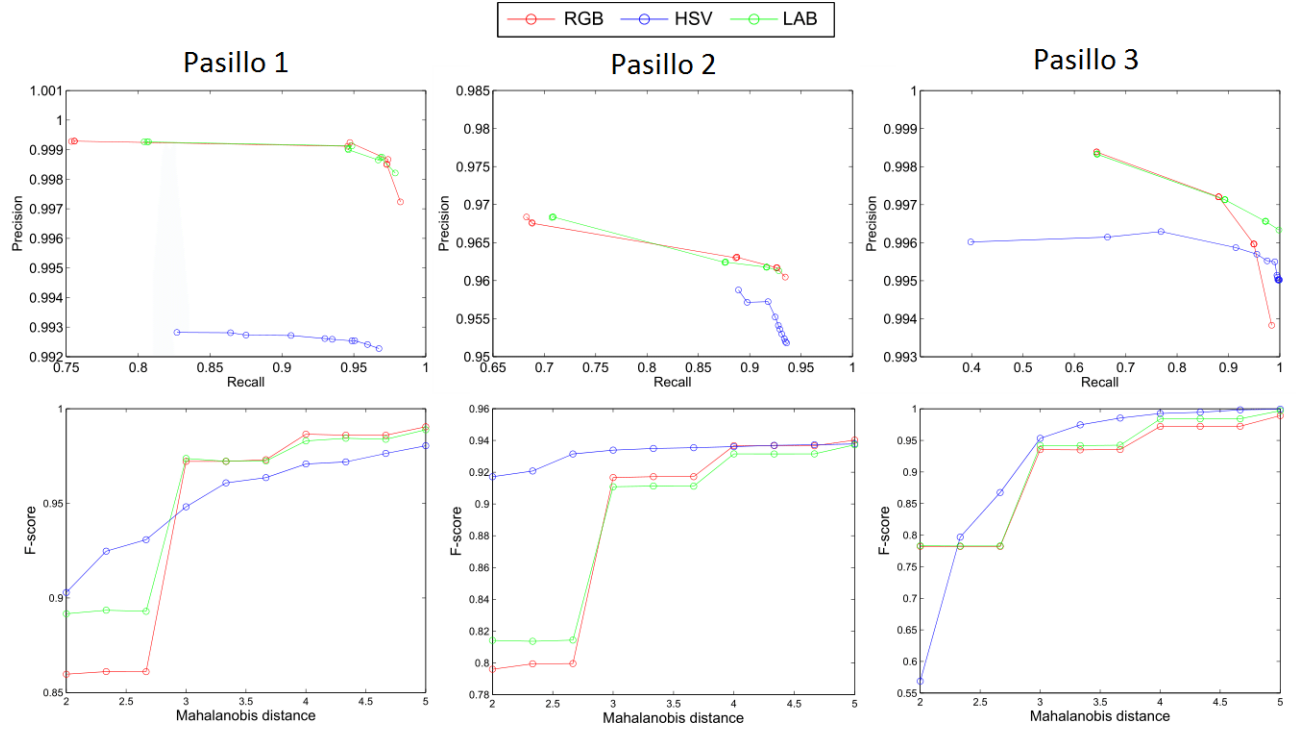 RGB HSV LAB
Pasillo 1
Pasillo 2
Pasillo 3
1.001
1
0.999
0.998
0.997
0.996
0.995
0.994
0.993
0.992
Precision
0.75 0.8 0.85 0.9 0.95 1
Recall
0.985
0.98
0.975
0.97
0.965
0.96
0.955
0.95
Precision
0.65 0.7 0.75 0.8 0.85 0.9 0.95 1
Recall
1
0.999
0.998
0.997
0.996
0.995
0.994
0.993
Precision
0.4 0.5 0.6 0.7 0.8 0.9 1
Recall
1
0.95
0.9
0.85
F-score
2 2.5 3 3.5 4 4.5 5
Mahalanobis distance
0.96
0.94
0.92
0.9
0.88
0.86
0.84
0.82
0.8
0.78
F-score
2 2.5 3 3.5 4 4.5 5
Mahalanobis distance
1
0.95
0.9
0.85
0.8
0.75
0.7
0.65
0.6
0.55
F-score
2 2.5 3 3.5 4 4.5 5
Mahalanobis distance